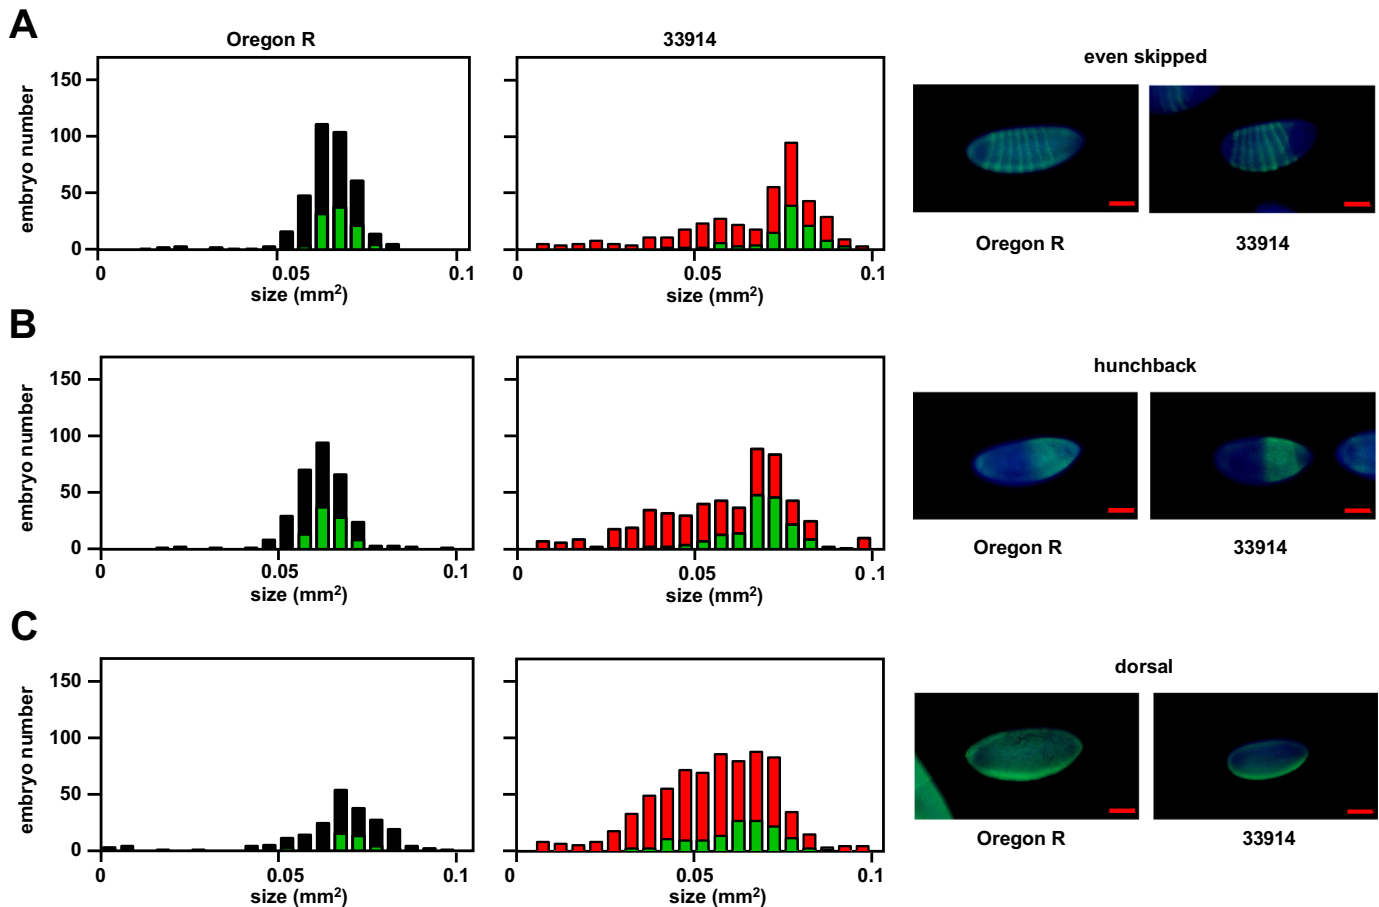 A
Oregon R
33914
even skipped
embryo number
150
100
50
0
0
0.05
0.1
size (mm²)
0
0.05
0.1
size (mm²)
Oregon R
33914
B
hunchback
embryo number
150
100
50
0
0
0.05
0.1
size (mm²)
0
0.05
0 .1
size (mm²)
Oregon R
33914
C
dorsal
embryo number
150
100
50
0
0
0.05
0.1
size (mm²)
0
0.05
0.1
size (mm²)
Oregon R
33914